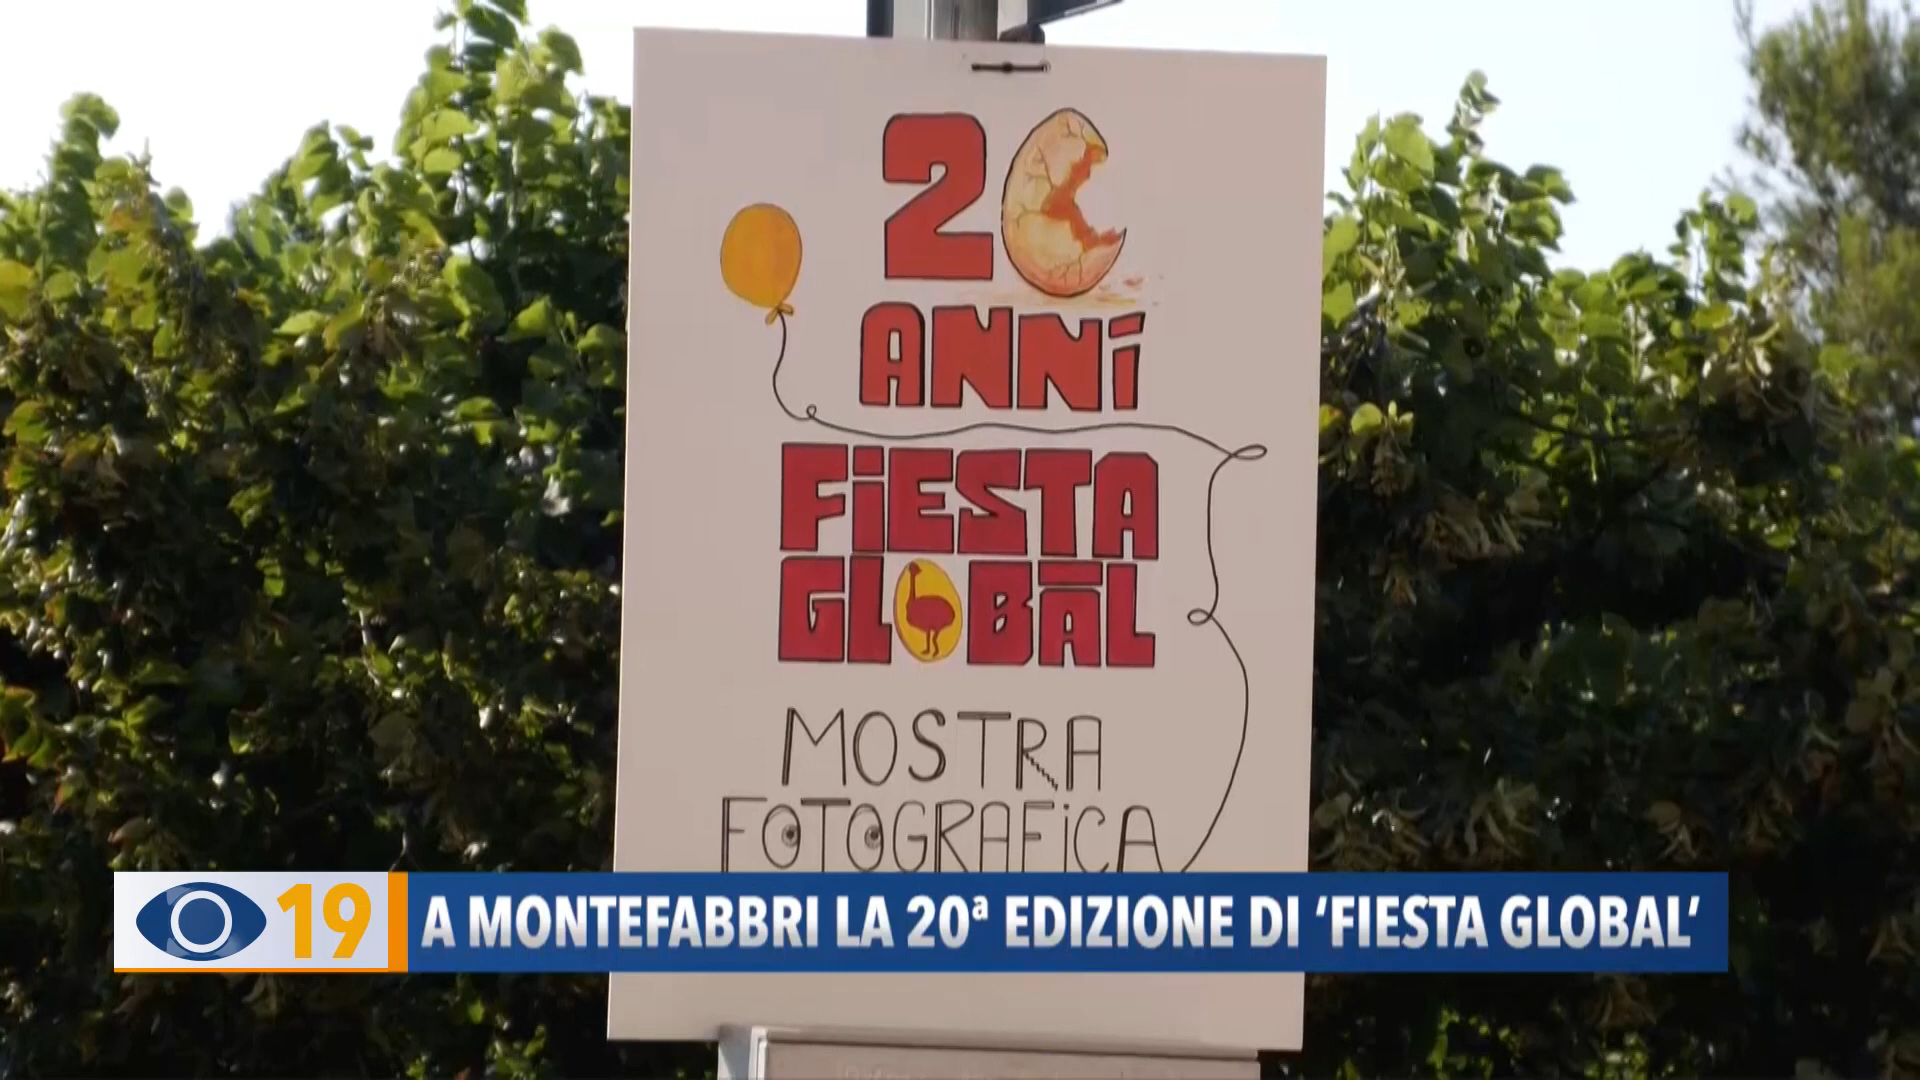 20
ANNi
FiESTA
GLOBAL
MOSTRA
FOTOGRAFiCA
19
A MONTEFABBRI LA 20ª EDIZIONE DI ‘FIESTA GLOBAL’